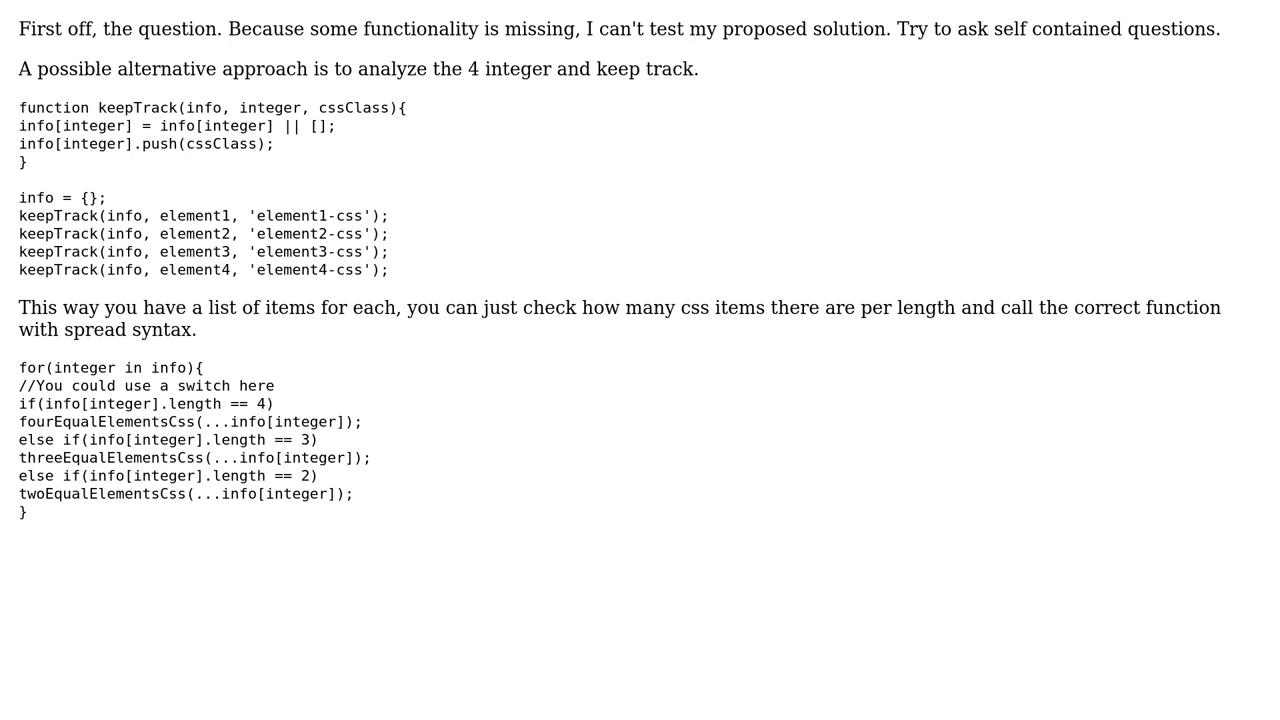 First off, the question. Because some functionality is missing, I can't test my proposed solution. Try to ask self contained questions.
A possible alternative approach is to analyze the 4 integer and keep track.
function keepTrack(info, integer, cssClass){
info[integer] = info[integer] || [];
info[integer].push(cssClass);
}
info = {};
keepTrack(info, element1, 'element1-css');
keepTrack(info, element2, 'element2-css');
keepTrack(info, element3, 'element3-css');
keepTrack(info, element4, 'element4-css');
This way you have a list of items for each, you can just check how many css items there are per length and call the correct function
with spread syntax.
for(integer in info){
//You could use a switch here
if(info[integer].length == 4)
fourEqualElementsCss(...info[integer]);
else if(info[integer].length == 3)
threeEqualElementsCss(...info[integer]);
else if(info[integer].length == 2)
twoEqualElementsCss(...info[integer]);
}